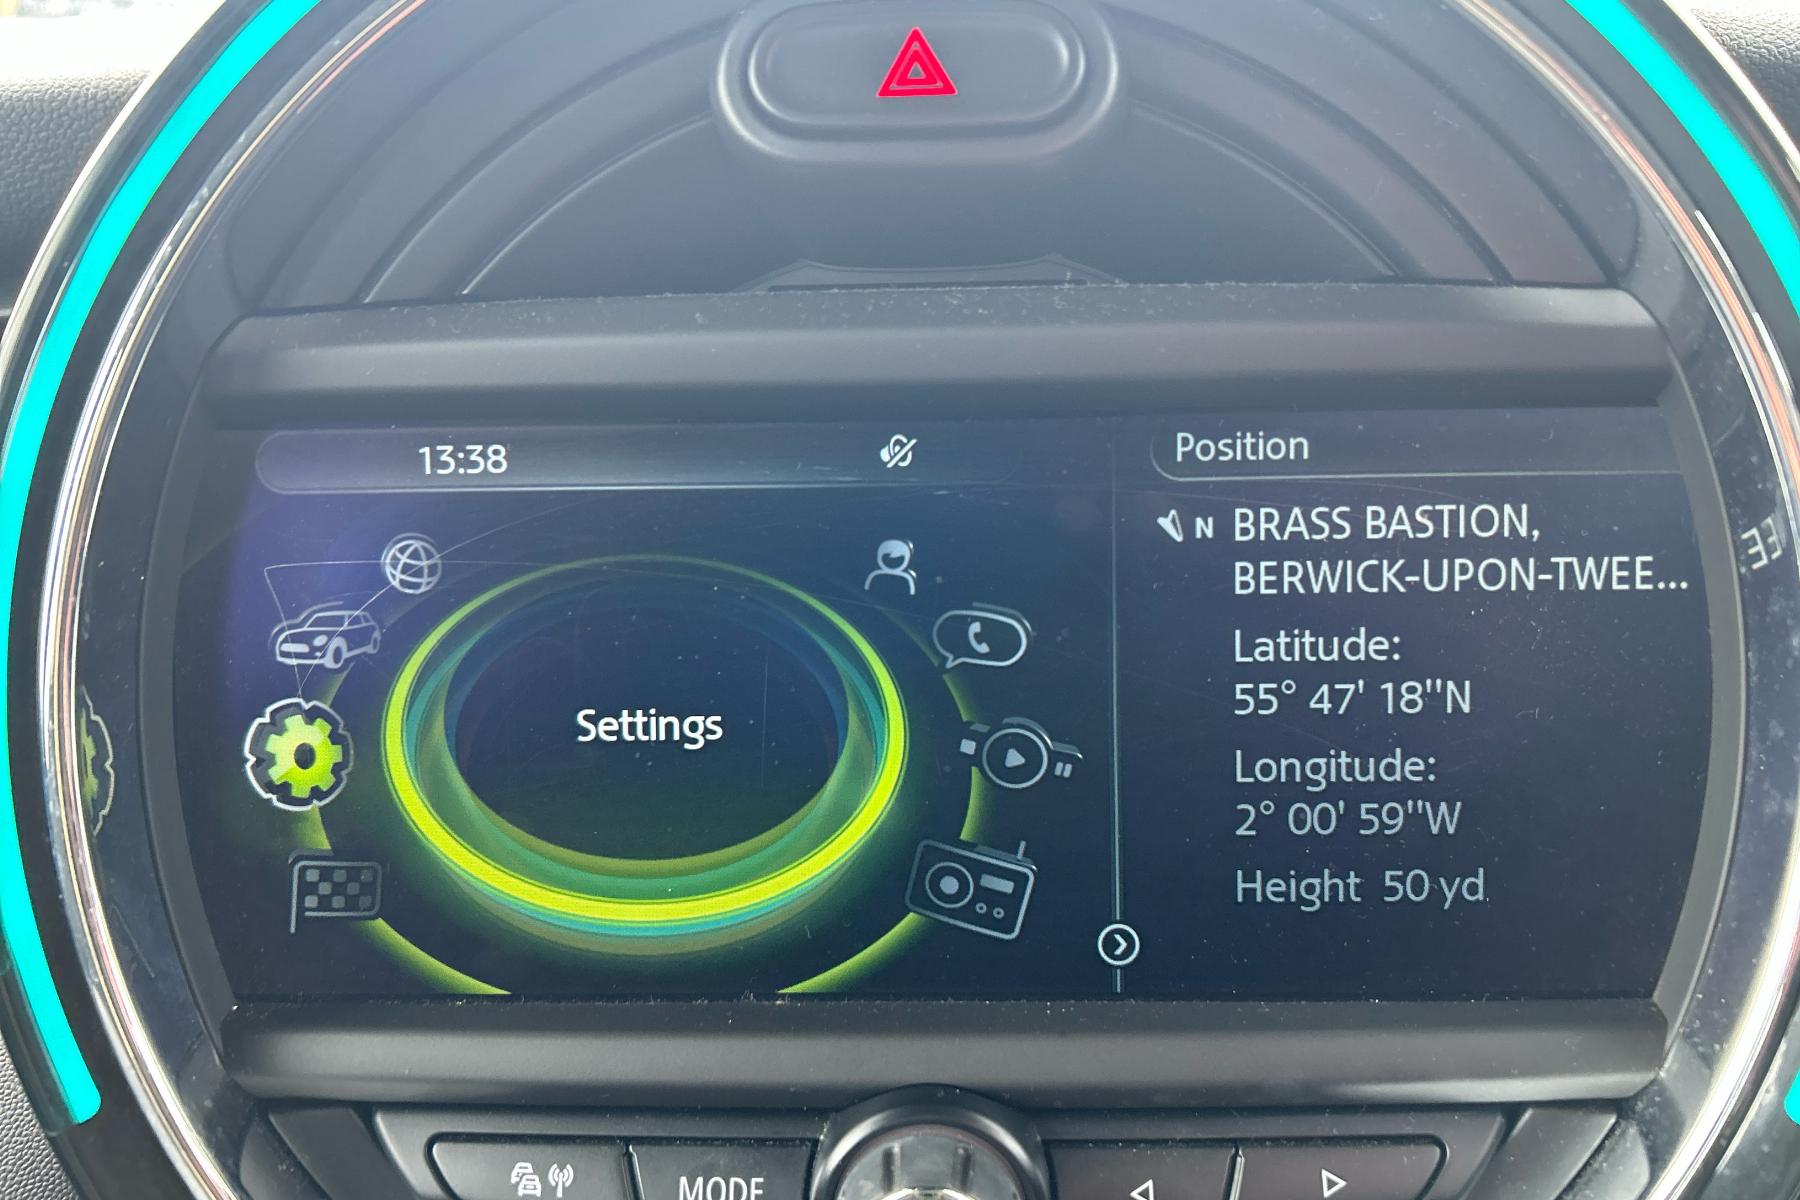 13:38
Position
N BRASS BASTION,
BERWICK-UPON-TWEE...
Latitude:
55° 47' 18"N
Longitude:
2° 00' 59"W
Height 50 yd
Settings
MODE